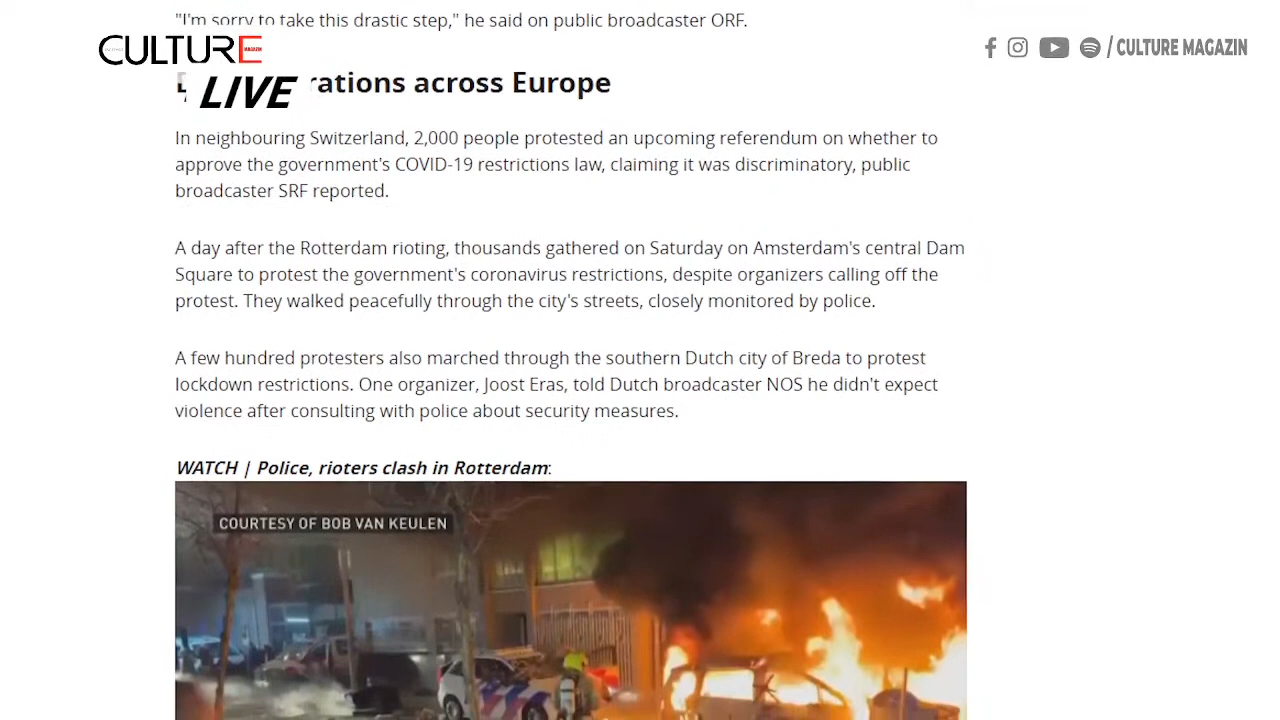 "I'm sorry to take this drastic step," he said on public broadcaster ORF.
CULTURE
MAGAZIN
/ CULTURE MAGAZIN
LIVE
rations across Europe
In neighbouring Switzerland, 2,000 people protested an upcoming referendum on whether to
approve the government's COVID-19 restrictions law, claiming it was discriminatory, public
broadcaster SRF reported.
A day after the Rotterdam rioting, thousands gathered on Saturday on Amsterdam's central Dam
Square to protest the government's coronavirus restrictions, despite organizers calling off the
protest. They walked peacefully through the city's streets, closely monitored by police.
A few hundred protesters also marched through the southern Dutch city of Breda to protest
lockdown restrictions. One organizer, Joost Eras, told Dutch broadcaster NOS he didn't expect
violence after consulting with police about security measures.
WATCH | Police, rioters clash in Rotterdam:
COURTESY OF BOB VAN KEULEN